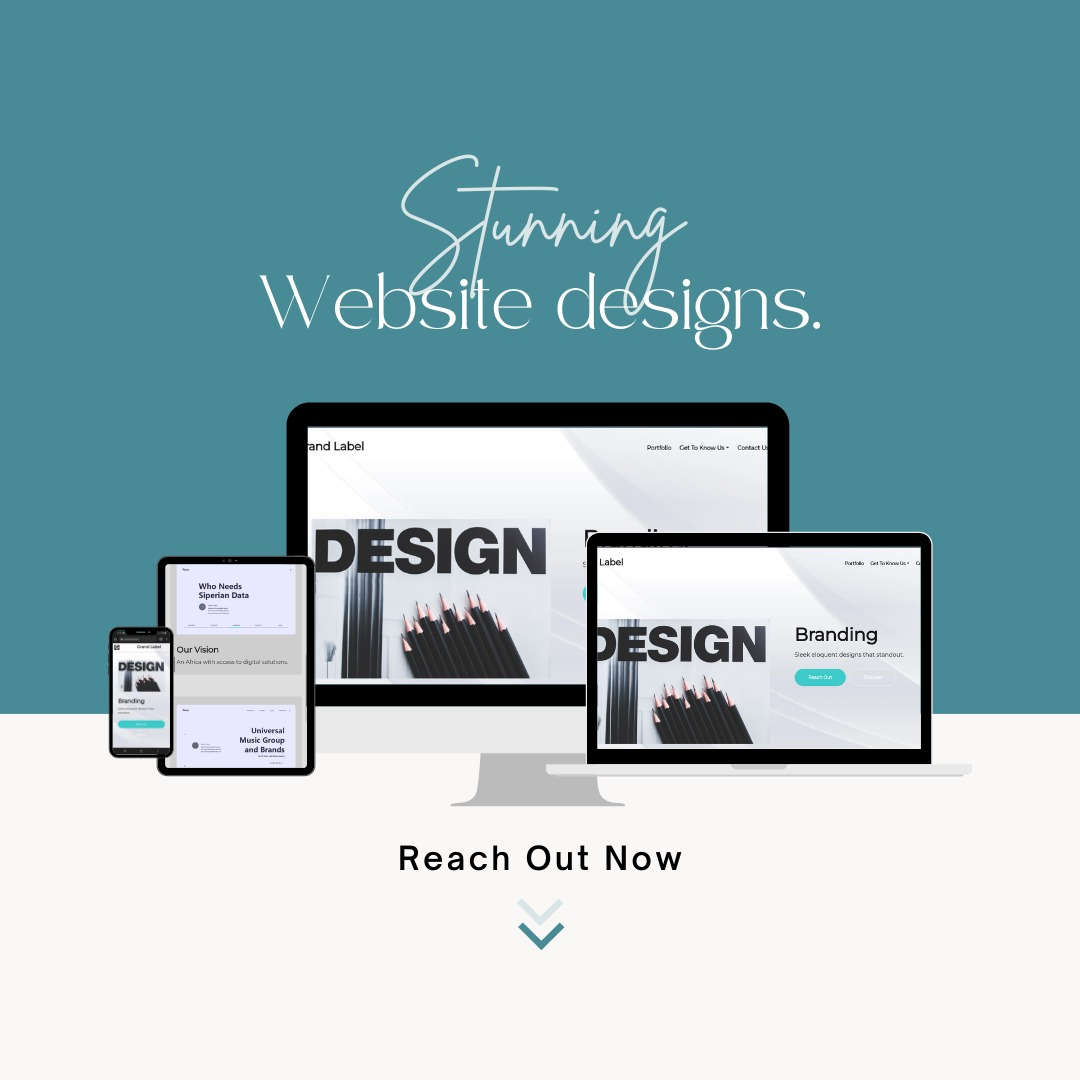 Stunning
Website designs.
rand Label
Portfolio Get To Know Us Contact Us
DESIGN
Label
Portfolio Get To Know Us
DESIGN
Branding
Sleek eloquent designs that standout.
Reach Out Discover
Who Needs
Siperian Data
Our Vision
An Africa with access to digital solutions.
Universal
Music Group
and Brands
Grand Label
DESIGN
Branding
Reach Out Now